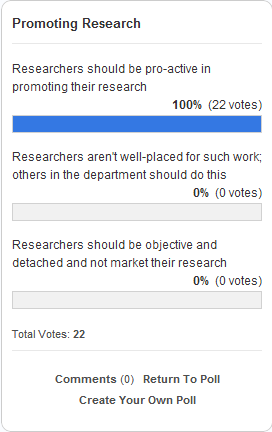 Promoting Research
Researchers should be pro-active in
promoting their research
100% (22 votes)
Researchers aren't well-placed for such work;
others in the department should do this
0% (0 votes)
Researchers should be objective and
detached and not market their research
0% (0 votes)
Total Votes: 22
Comments (0) Return To Poll
Create Your Own Poll